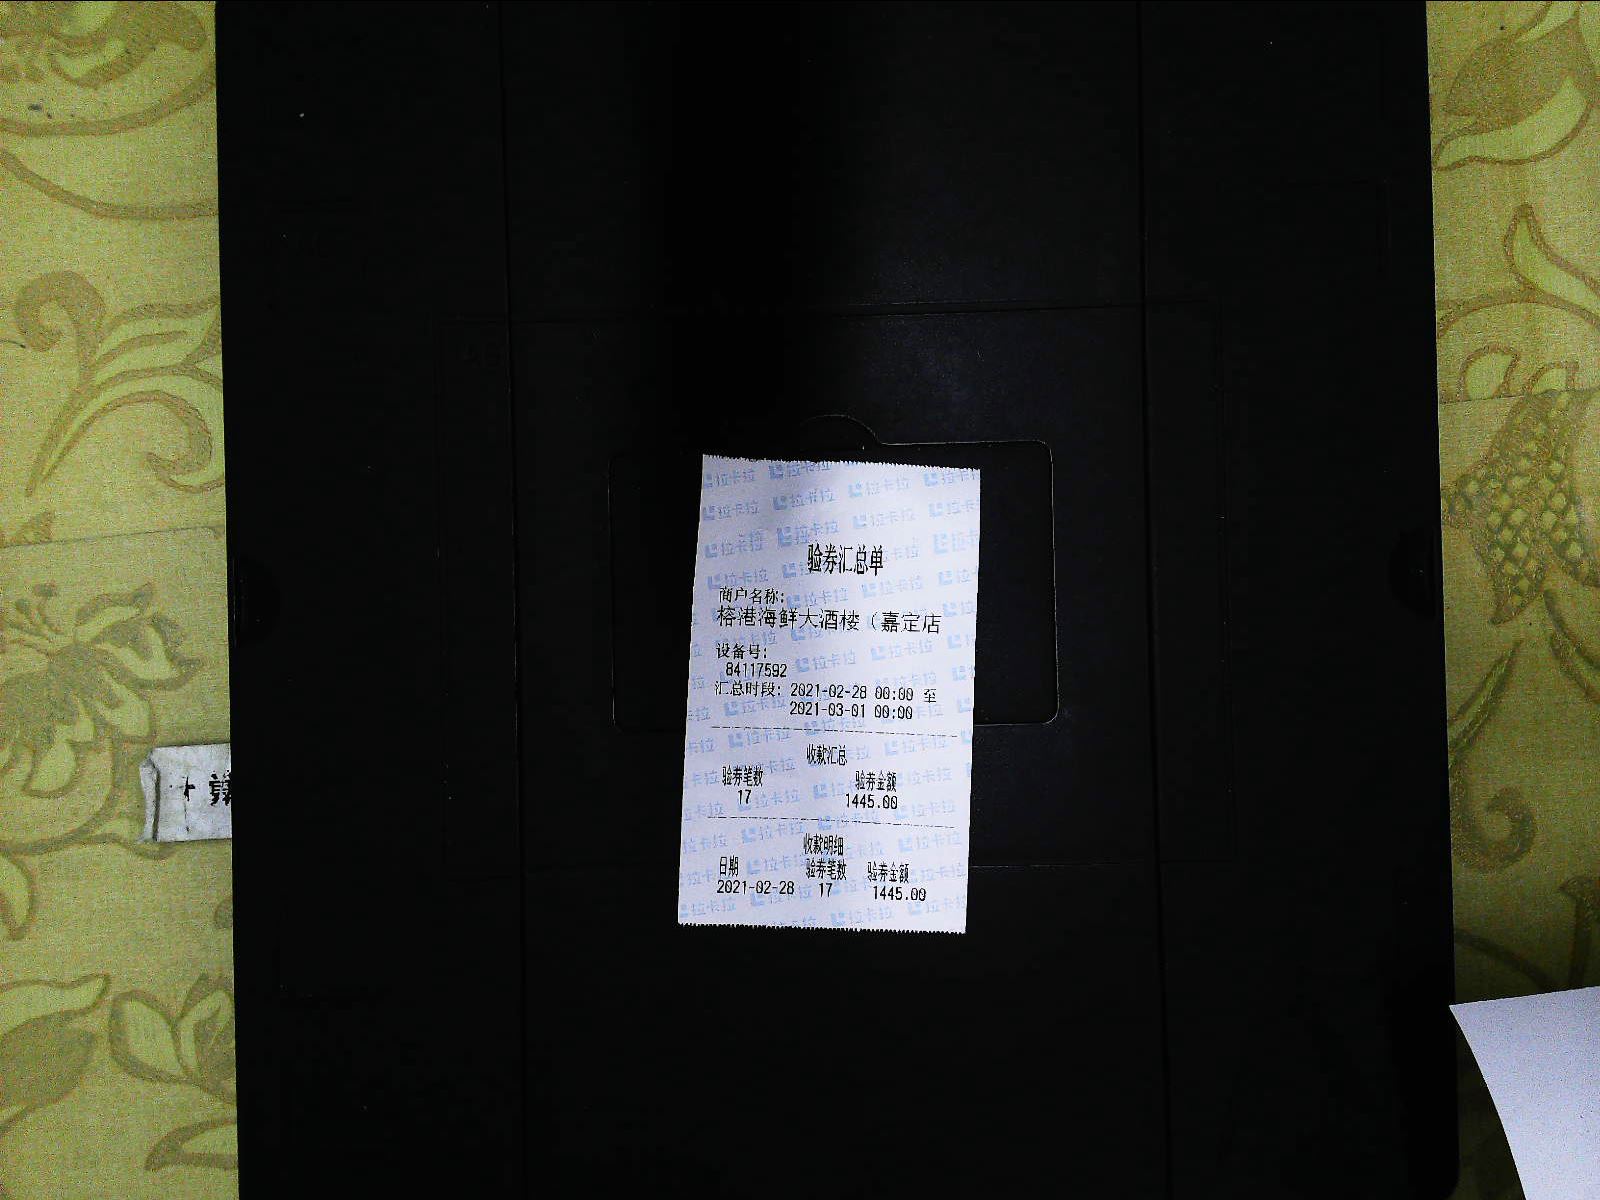 验券汇总单
商户名称:
榕港海鲜大酒楼（嘉定店
设备号:
84117592
汇总时段: 2021-02-28 00:00 至
2021-03-01 00:00
收款汇总
验券笔数 验券金额
17 1445.00
收款明细
日期 验券笔数 验券金额
2021-02-28 17 1445.00
拉卡拉